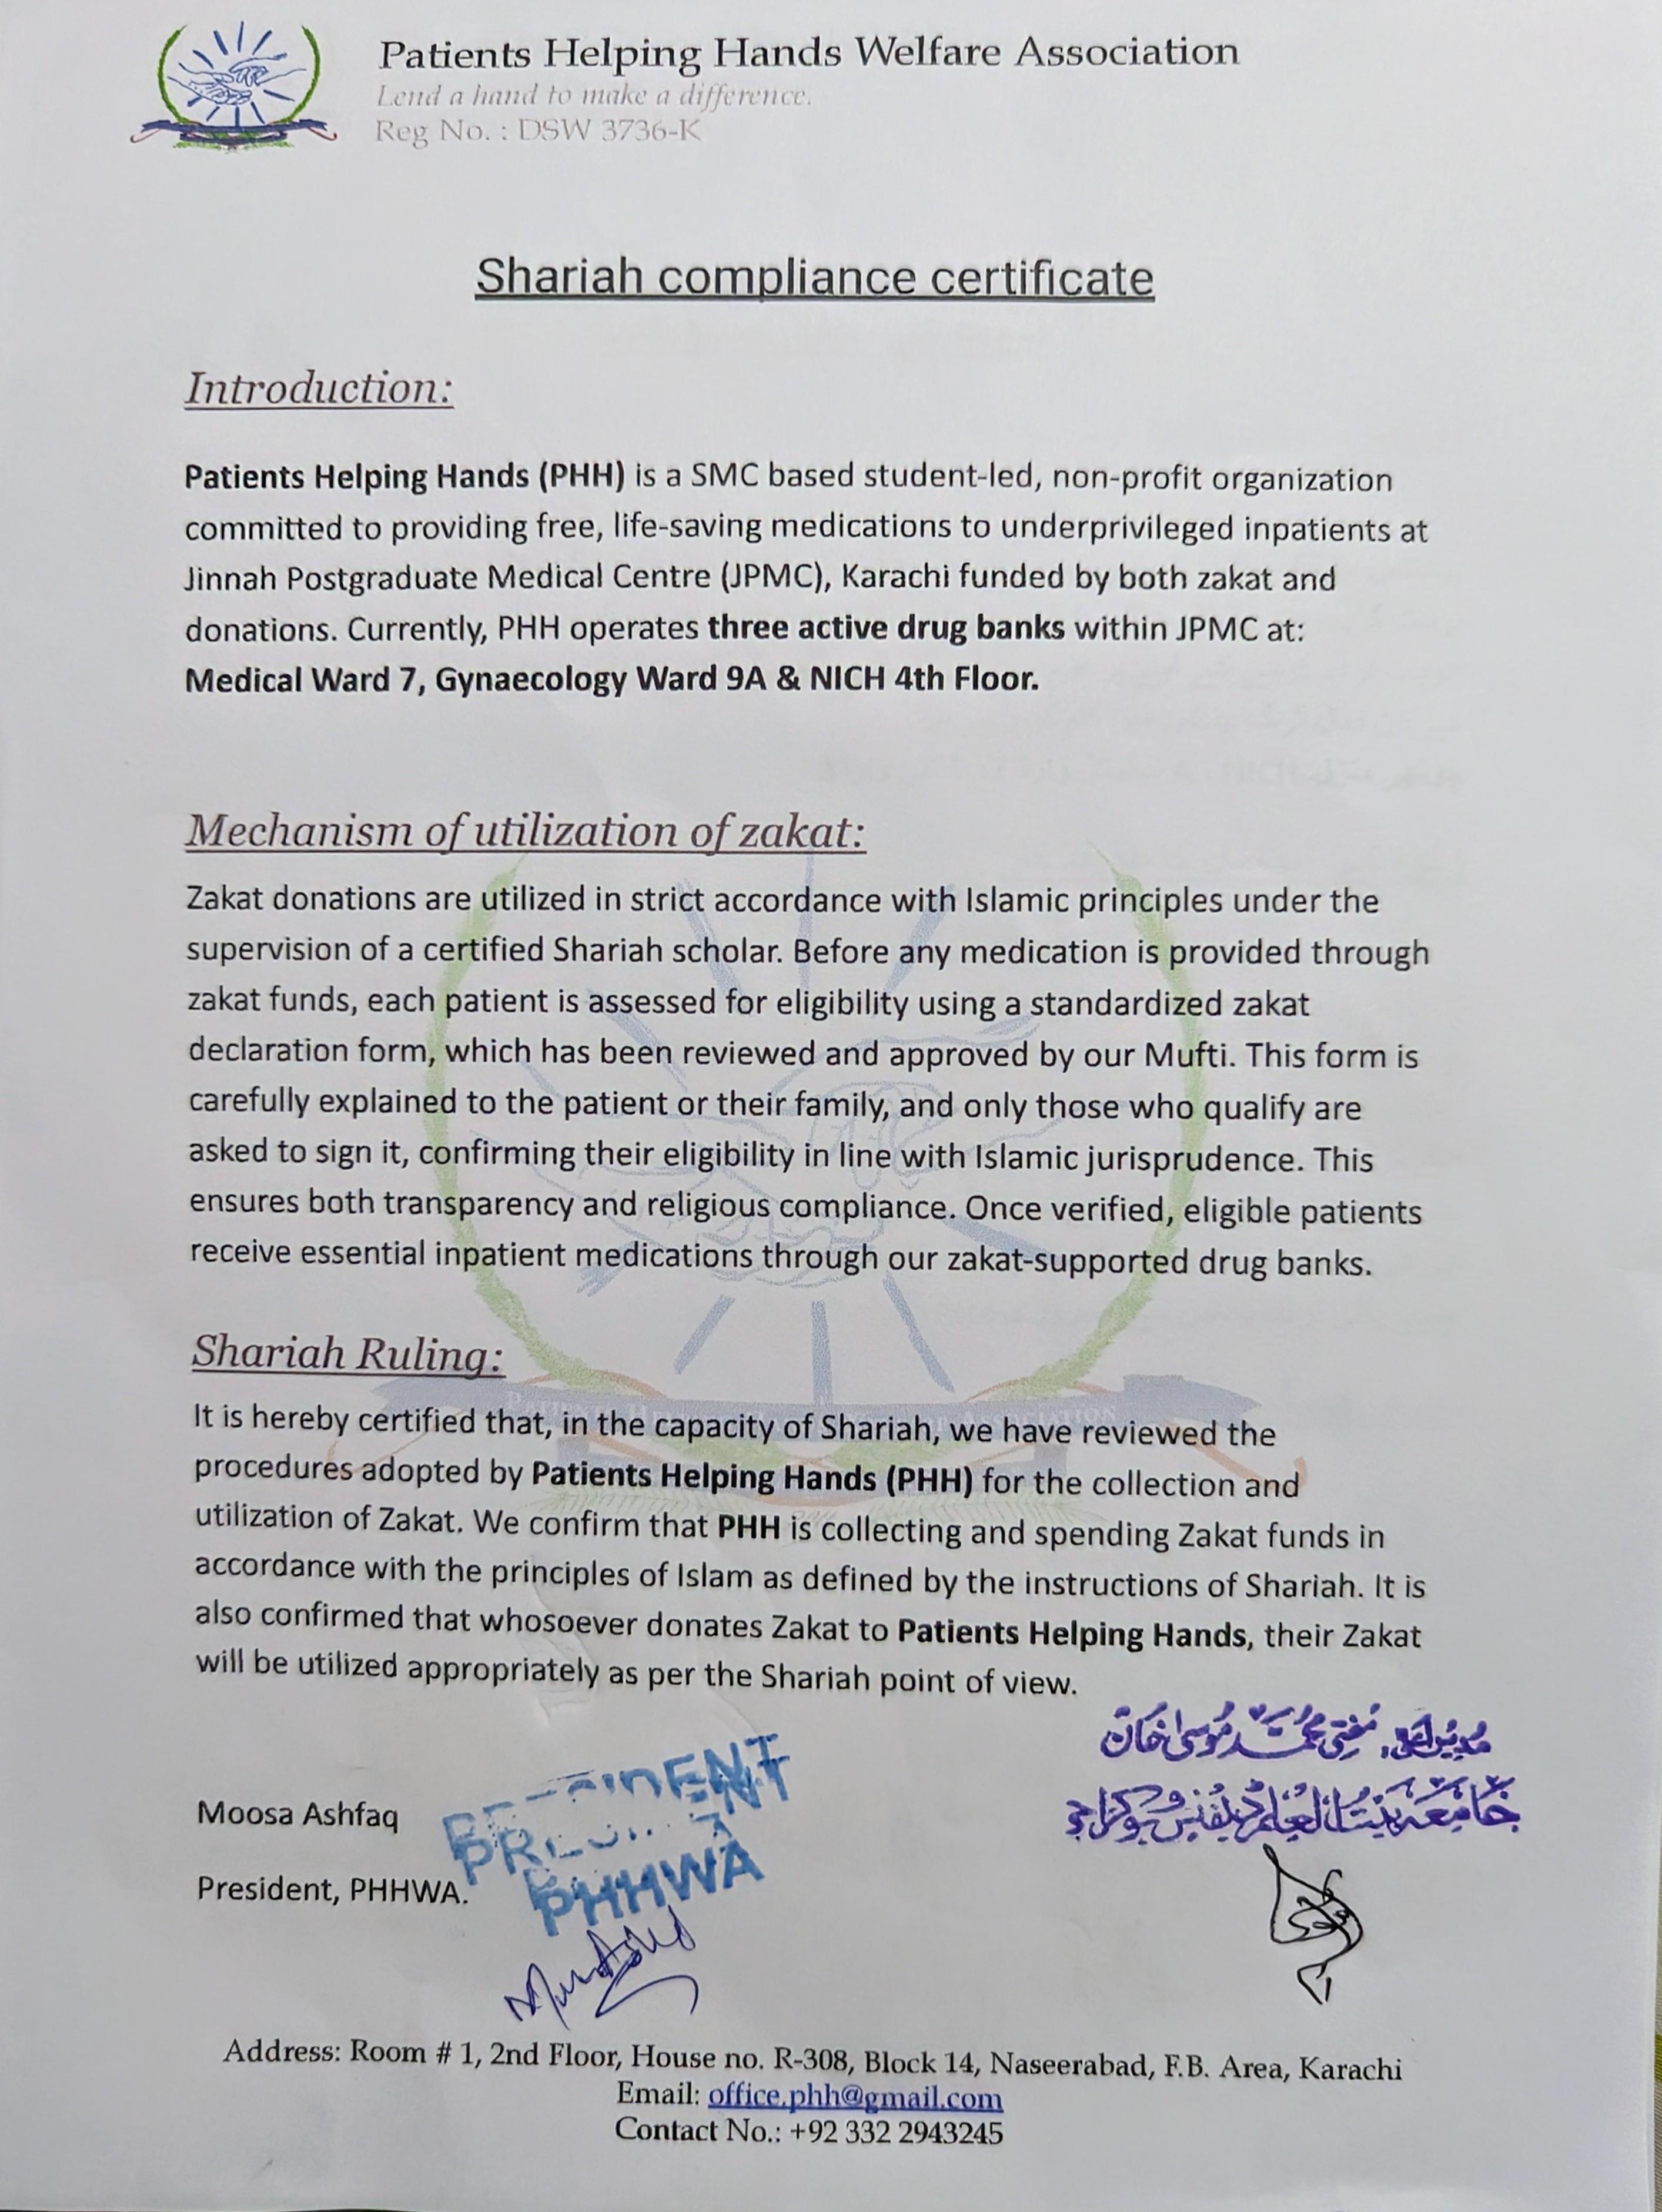 Patients Helping Hands Welfare Association
Lend a hand to make a difference.
Reg No. : DSW 3736-K
Shariah compliance certificate
Introduction:
Patients Helping Hands (PHH) is a SMC based student-led, non-profit organization
committed to providing free, life-saving medications to underprivileged inpatients at
Jinnah Postgraduate Medical Centre (JPMC), Karachi funded by both zakat and
donations. Currently, PHH operates three active drug banks within JPMC at:
Medical Ward 7, Gynaecology Ward 9A & NICH 4th Floor.
Mechanism of utilization of zakat:
Zakat donations are utilized in strict accordance with Islamic principles under the
supervision of a certified Shariah scholar. Before any medication is provided through
zakat funds, each patient is assessed for eligibility using a standardized zakat
declaration form, which has been reviewed and approved by our Mufti. This form is
carefully explained to the patient or their family, and only those who qualify are
asked to sign it, confirming their eligibility in line with Islamic jurisprudence. This
ensures both transparency and religious compliance. Once verified, eligible patients
receive essential inpatient medications through our zakat-supported drug banks.
Shariah Ruling:
It is hereby certified that, in the capacity of Shariah, we have reviewed the
procedures adopted by Patients Helping Hands (PHH) for the collection and
utilization of Zakat. We confirm that PHH is collecting and spending Zakat funds in
accordance with the principles of Islam as defined by the instructions of Shariah. It is
also confirmed that whosoever donates Zakat to Patients Helping Hands, their Zakat
will be utilized appropriately as per the Shariah point of view.
مفتی محمد موسیٰ خان
Moosa Ashfaq
President, PHHWA.
PRESIDENT
PHHWA
Address: Room # 1, 2nd Floor, House no. R-308, Block 14, Naseerabad, F.B. Area, Karachi
Email: office.phh@gmail.com
Contact No.: +92 332 2943245